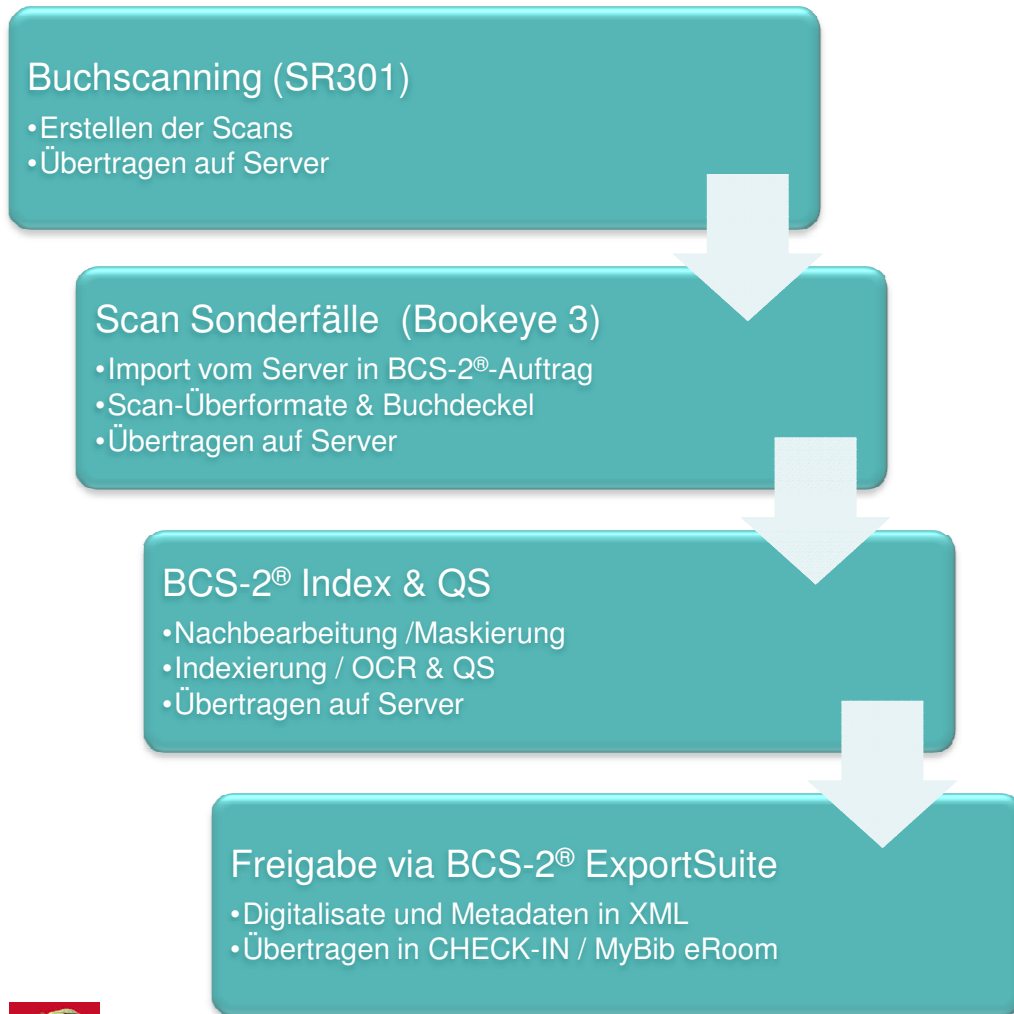 Buchscanning (SR301)
•Erstellen der Scans
•Übertragen auf Server
Scan Sonderfälle (Bookeye 3)
•Import vom Server in BCS-2®-Auftrag
•Scan-Überformate & Buchdeckel
•Übertragen auf Server
BCS-2® Index & QS
•Nachbearbeitung /Maskierung
•Indexierung / OCR & QS
•Übertragen auf Server
Freigabe via BCS-2® ExportSuite
•Digitalisate und Metadaten in XML
•Übertragen in CHECK-IN / MyBib eRoom